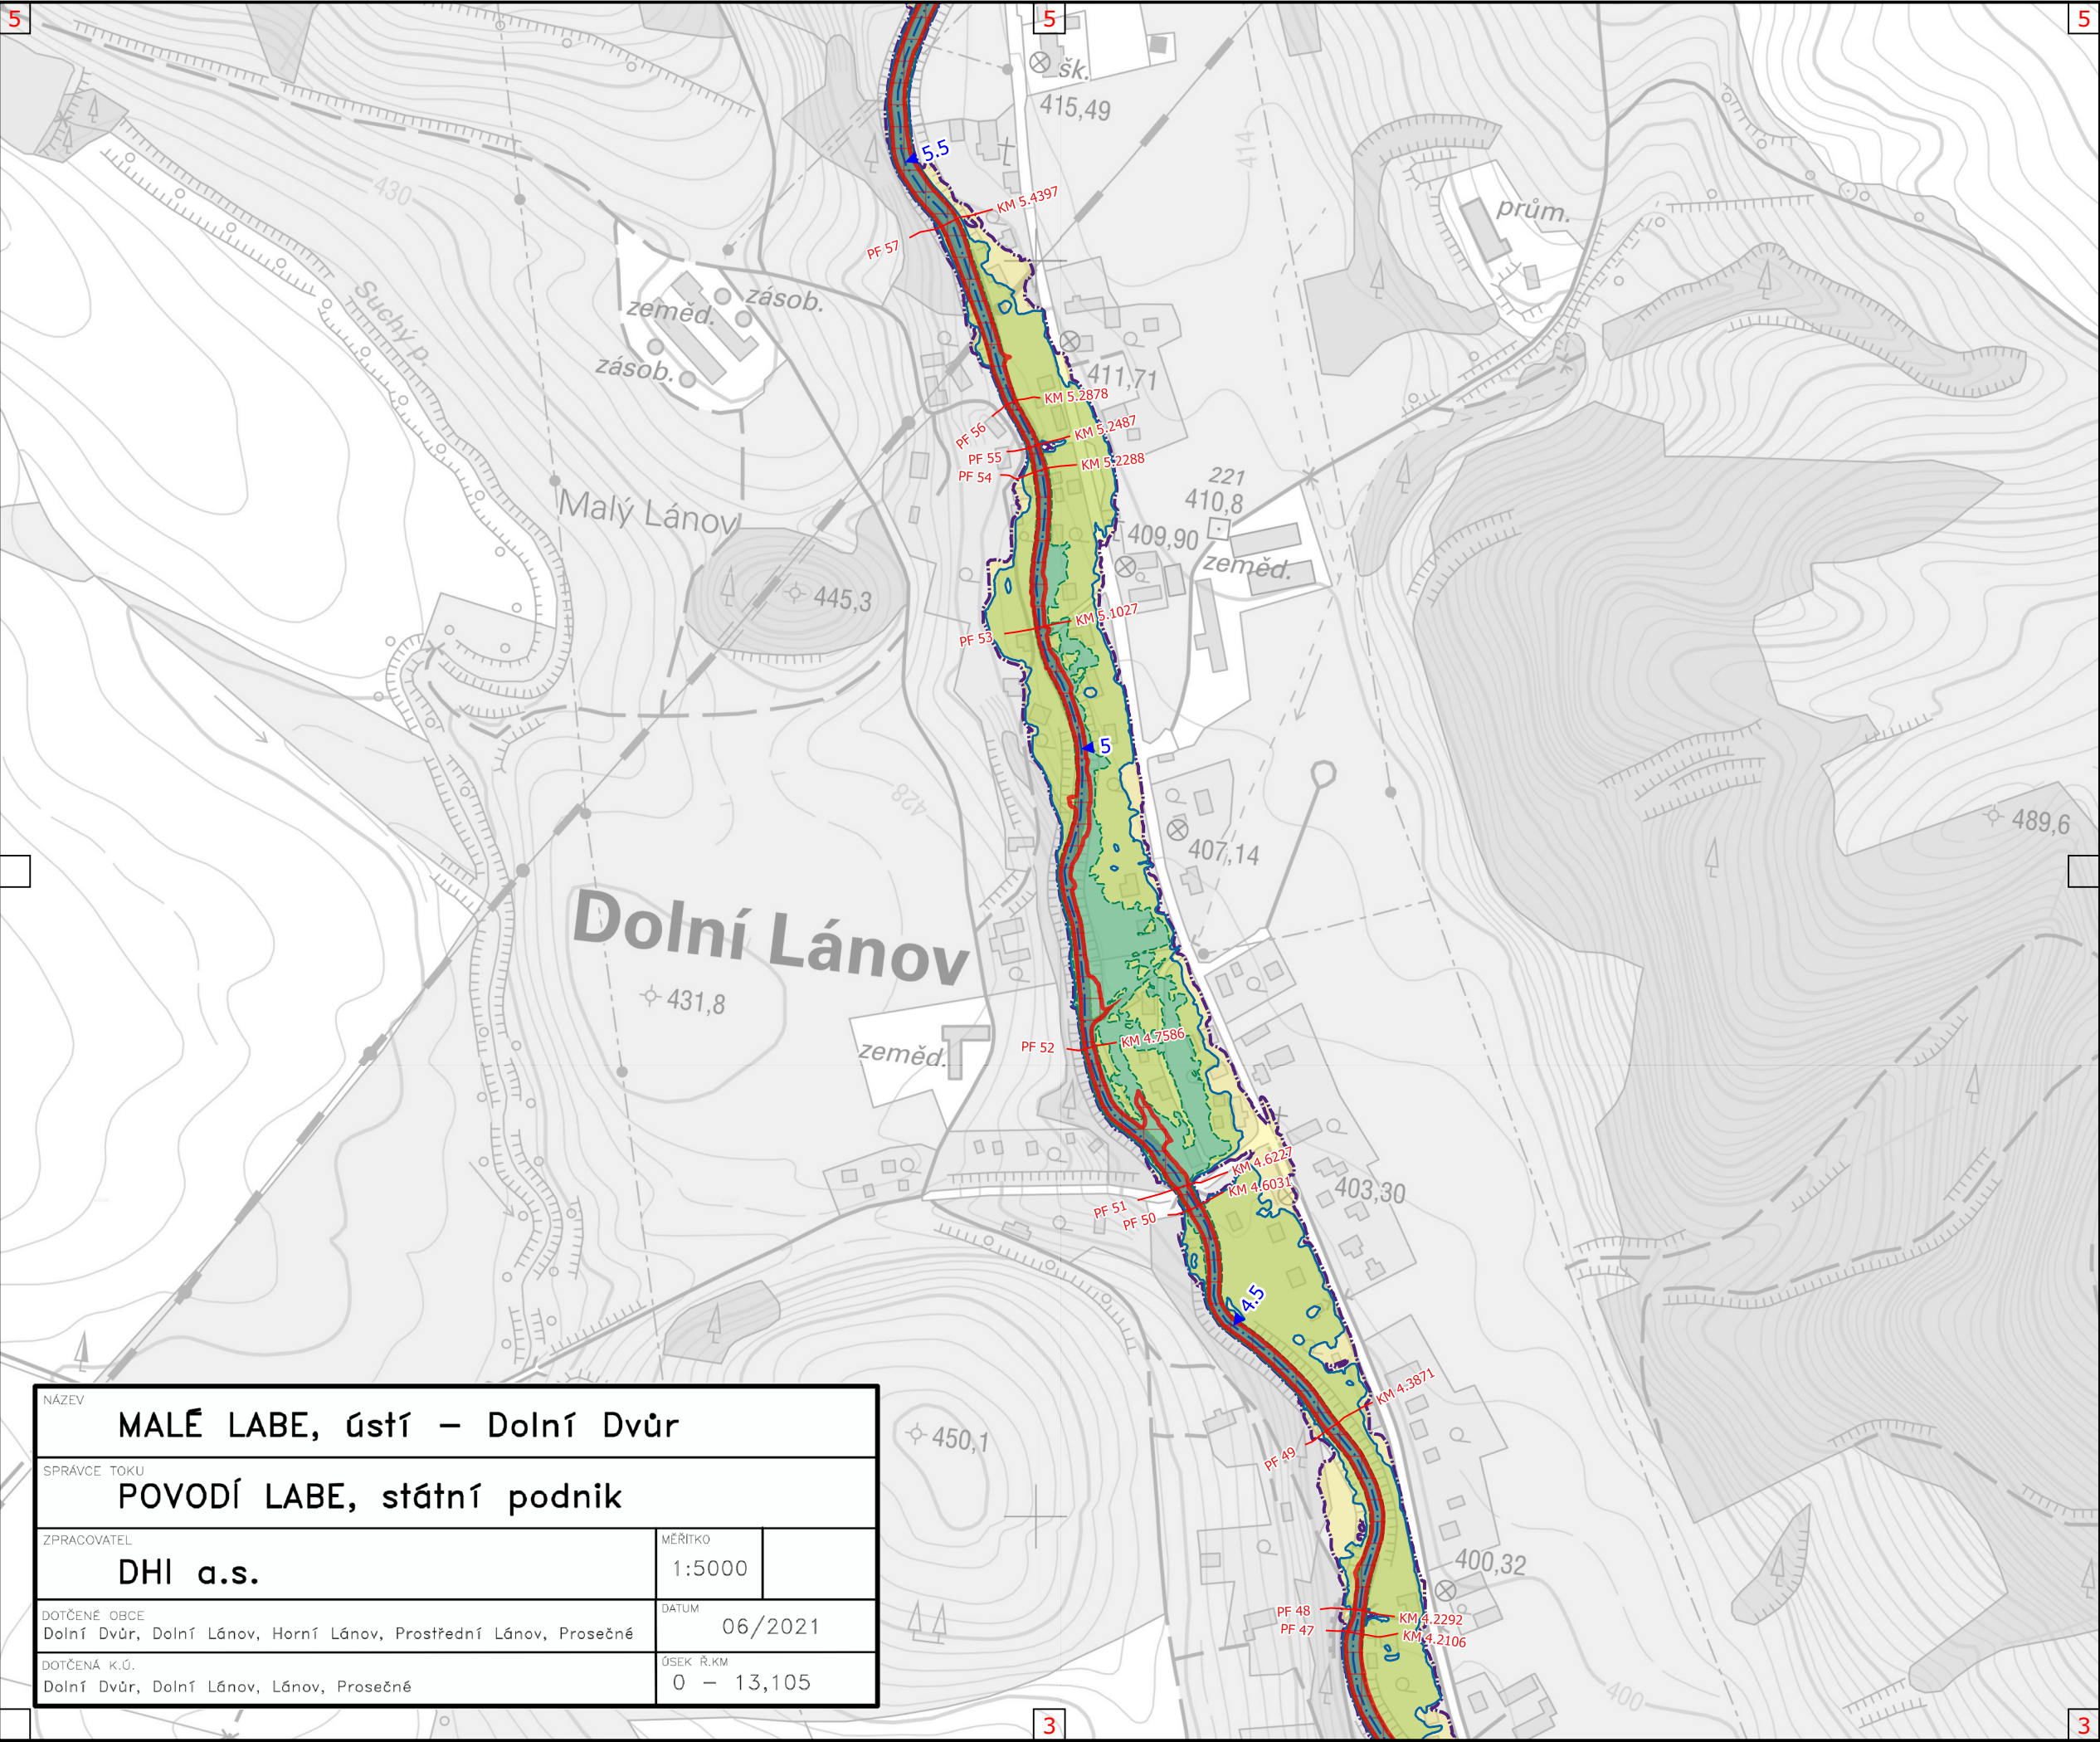 5
5
5
šk.
415,49
414
5.5
430
KM 5.4397
PF 57
prům.
Suchý p.
zeměd.
zásob.
zásob.
411,71
KM 5.2878
PF 56
KM 5.2487
PF 55
KM 5.2288
PF 54
221
410,8
Malý Lánov
409,90
zeměd.
445,3
KM 5.1027
PF 53
5
428
489,6
407,14
Dolní Lánov
431,8
zeměd.
PF 52
KM 4.7586
KM 4.6227
KM 4.6031
PF 51
PF 50
403,30
4.5
KM 4.3871
PF 49
450,1
400,32
PF 48
KM 4.2292
PF 47
KM 4.2106
400
NÁZEV
MALÉ LABE, ústí – Dolní Dvůr
SPRÁVCE TOKU
POVODÍ LABE, státní podnik
ZPRACOVATEL
DHI a.s.
MĚŘÍTKO
1:5000
DOTČENÉ OBCE
Dolní Dvůr, Dolní Lánov, Horní Lánov, Prostřední Lánov, Prosečné
DATUM
06/2021
DOTČENÁ K.Ú.
Dolní Dvůr, Dolní Lánov, Lánov, Prosečné
ÚSEK Ř.KM
0 – 13,105
3
3